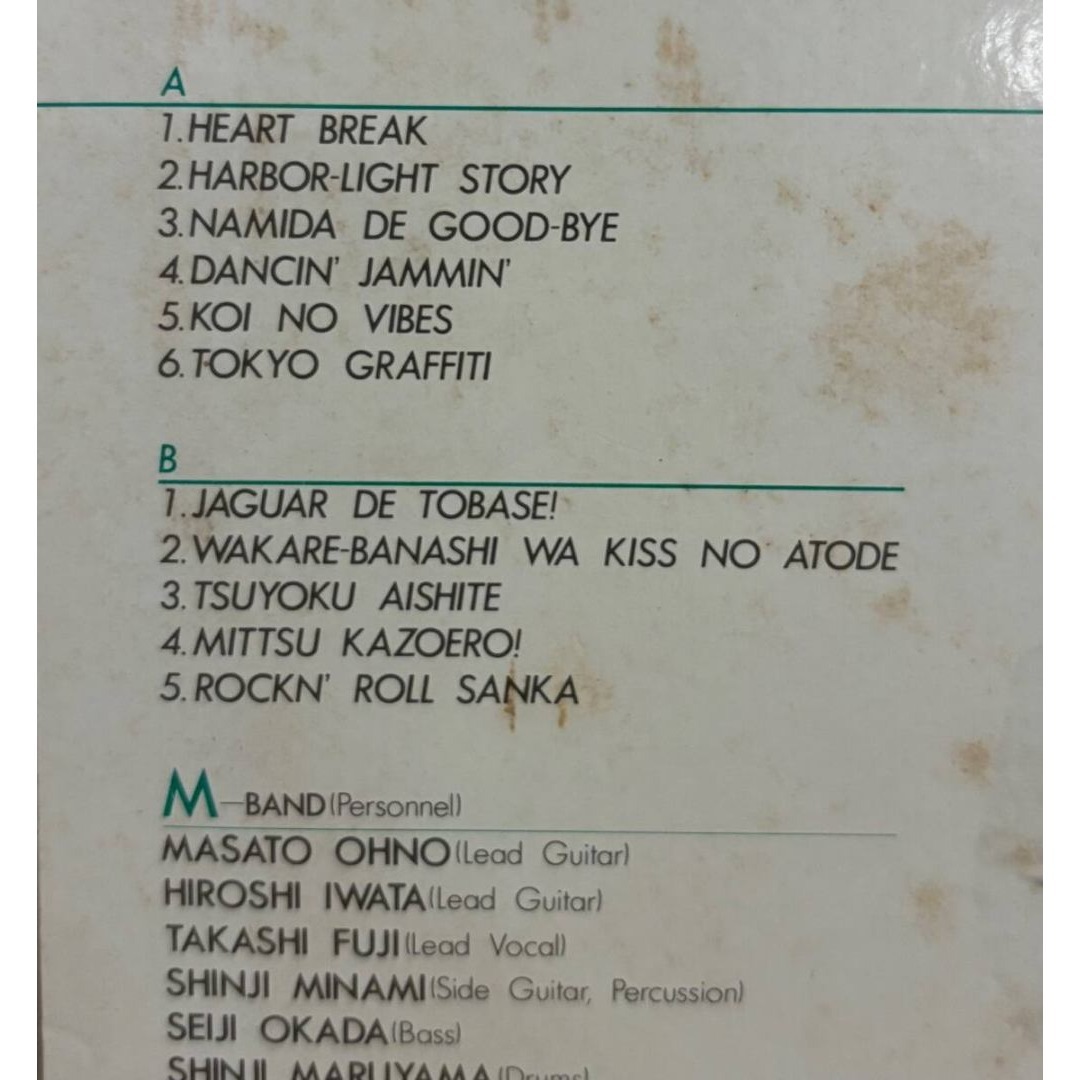 A
1.HEART BREAK
2.HARBOR-LIGHT STORY
3.NAMIDA DE GOOD-BYE
4.DANCIN' JAMMIN'
5.KOI NO VIBES
6.TOKYO GRAFFITI
B
1.JAGUAR DE TOBASE!
2.WAKARE-BANASHI WA KISS NO ATODE
3.TSUYOKU AISHITE
4.MITTSU KAZOERO!
5.ROCKN' ROLL SANKA
M-BAND(Personnel)
MASATO OHNO(Lead Guitar)
HIROSHI IWATA(Lead Guitar)
TAKASHI FUJI(Lead Vocal)
SHINJI MINAMI(Side Guitar, Percussion)
SEIJI OKADA(Bass)
SHINJI MARUYAMA(Drums)